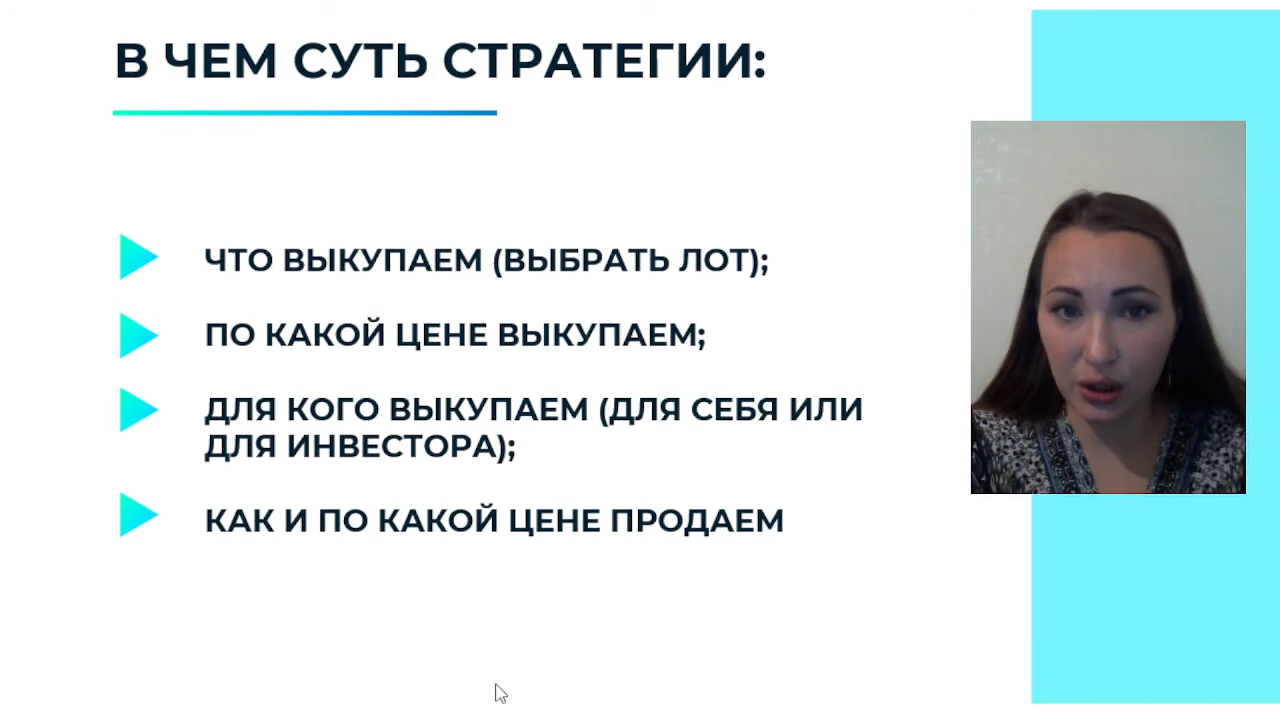 В ЧЕМ СУТЬ СТРАТЕГИИ:
ЧТО ВЫКУПАЕМ (ВЫБРАТЬ ЛОТ);
ПО КАКОЙ ЦЕНЕ ВЫКУПАЕМ;
ДЛЯ КОГО ВЫКУПАЕМ (ДЛЯ СЕБЯ ИЛИ
ДЛЯ ИНВЕСТОРА);
КАК И ПО КАКОЙ ЦЕНЕ ПРОДАЕМ